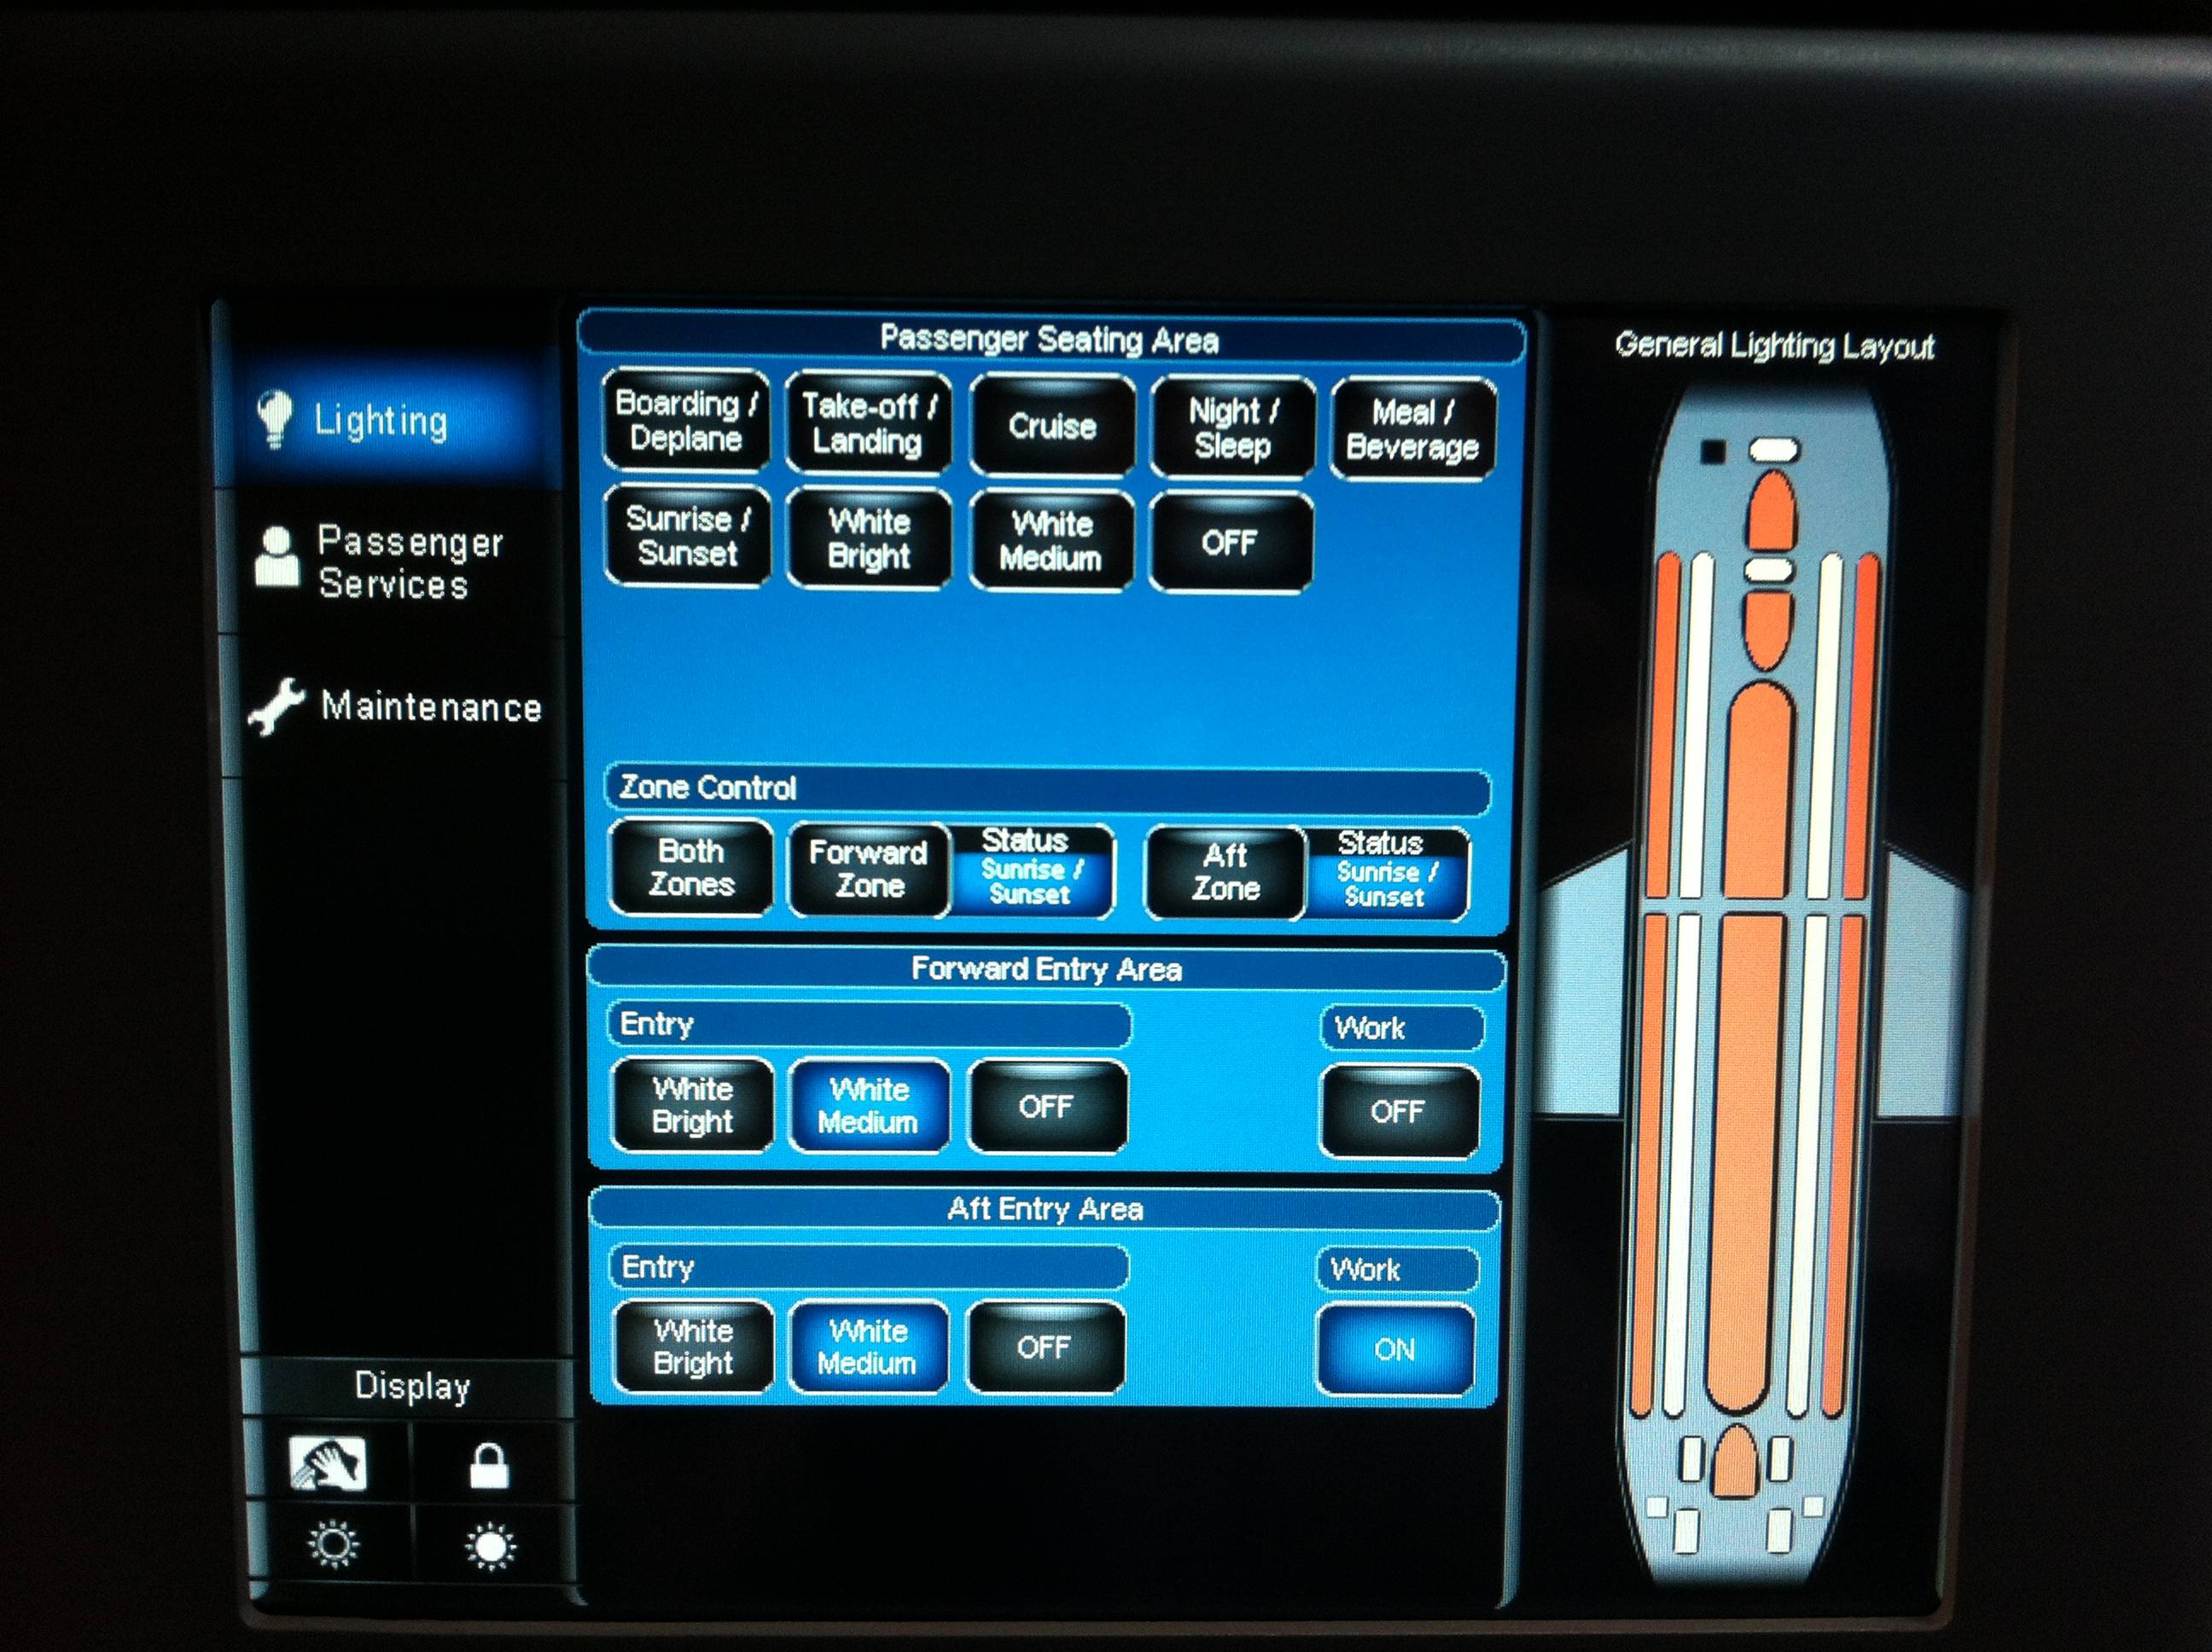 Lighting
Passenger
Services
Maintenance
Display
Passenger Seating Area
Boarding /
Deplane
Take-off /
Landing
Cruise
Night /
Sleep
Meal /
Beverage
Sunrise /
Sunset
White
Bright
White
Medium
OFF
Zone Control
Both
Zones
Forward
Zone
Status
Sunrise /
Sunset
Aft
Zone
Status
Sunrise /
Sunset
Forward Entry Area
Entry
Work
White
Bright
White
Medium
OFF
OFF
Aft Entry Area
Entry
Work
White
Bright
White
Medium
OFF
ON
General Lighting Layout